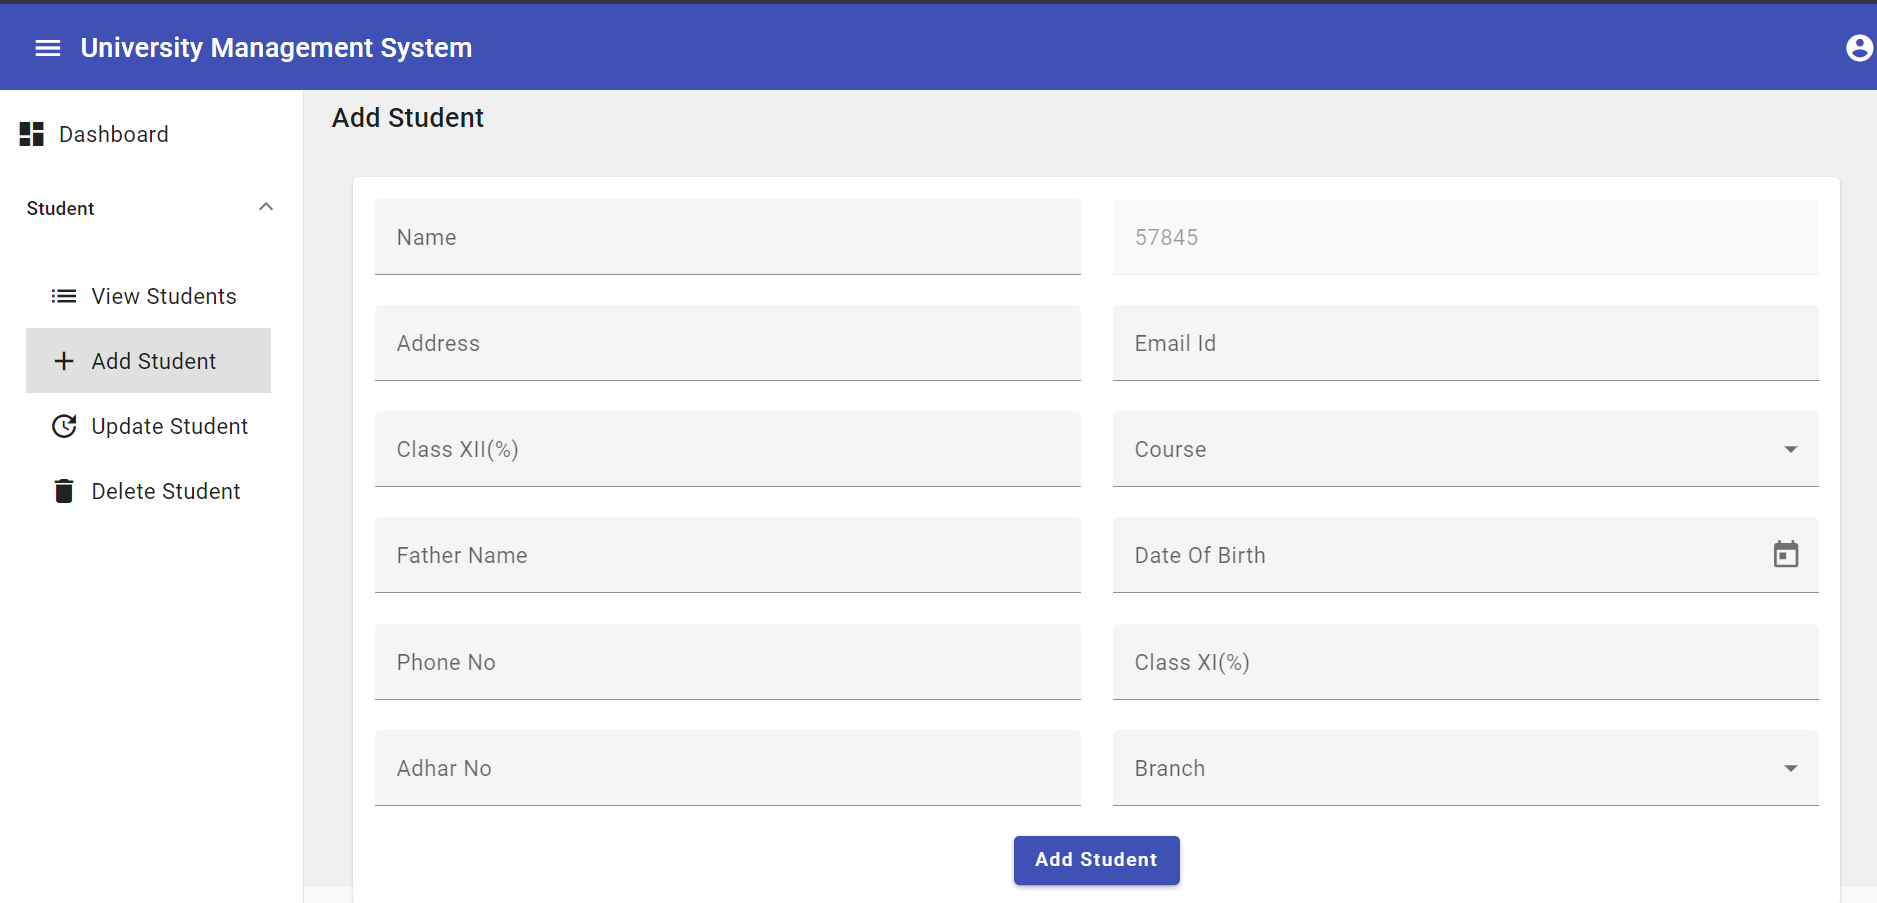 University Management System
Dashboard
Student
View Students
Add Student
Update Student
Delete Student
Add Student
Name
57845
Address
Email Id
Class XII(%)
Course
Father Name
Date Of Birth
Phone No
Class XI(%)
Adhar No
Branch
Add Student